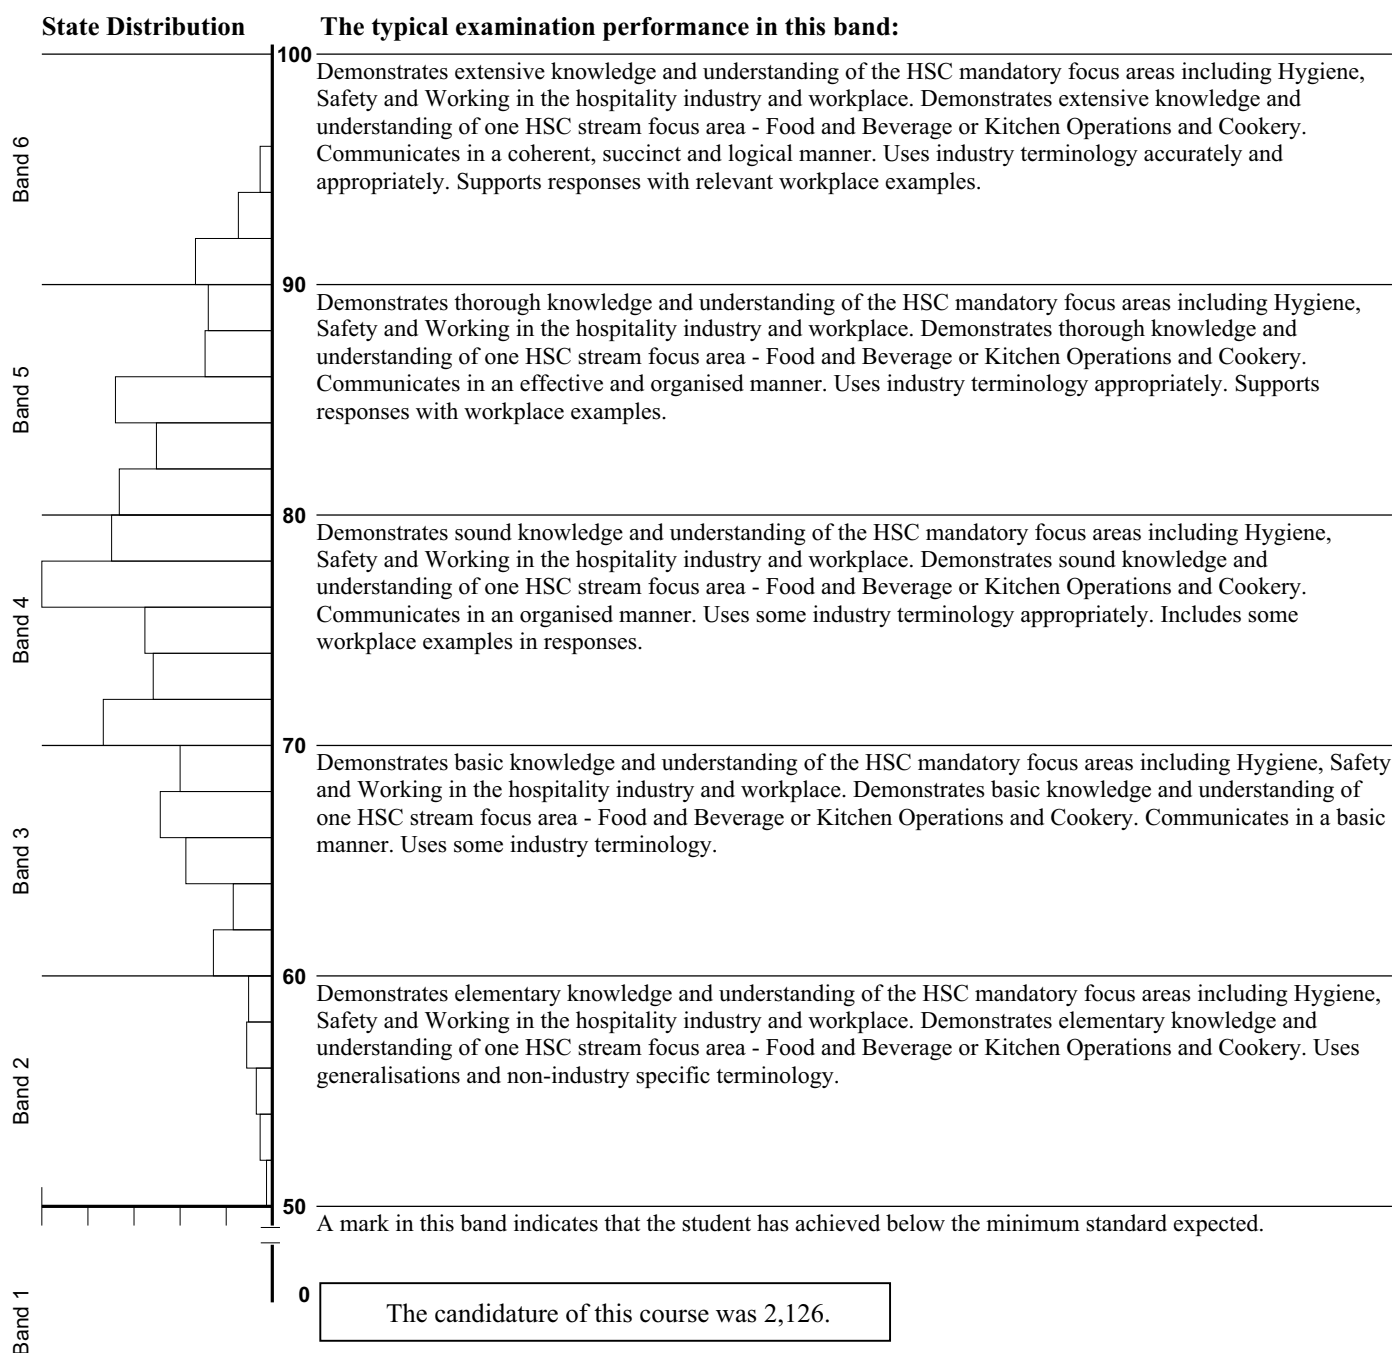 State Distribution
The typical examination performance in this band:
100
Band 6
Demonstrates extensive knowledge and understanding of the HSC mandatory focus areas including Hygiene,
Safety and Working in the hospitality industry and workplace. Demonstrates extensive knowledge and
understanding of one HSC stream focus area - Food and Beverage or Kitchen Operations and Cookery.
Communicates in a coherent, succinct and logical manner. Uses industry terminology accurately and
appropriately. Supports responses with relevant workplace examples.
90
Band 5
Demonstrates thorough knowledge and understanding of the HSC mandatory focus areas including Hygiene,
Safety and Working in the hospitality industry and workplace. Demonstrates thorough knowledge and
understanding of one HSC stream focus area - Food and Beverage or Kitchen Operations and Cookery.
Communicates in an effective and organised manner. Uses industry terminology appropriately. Supports
responses with workplace examples.
80
Band 4
Demonstrates sound knowledge and understanding of the HSC mandatory focus areas including Hygiene,
Safety and Working in the hospitality industry and workplace. Demonstrates sound knowledge and
understanding of one HSC stream focus area - Food and Beverage or Kitchen Operations and Cookery.
Communicates in an organised manner. Uses some industry terminology appropriately. Includes some
workplace examples in responses.
70
Band 3
Demonstrates basic knowledge and understanding of the HSC mandatory focus areas including Hygiene, Safety
and Working in the hospitality industry and workplace. Demonstrates basic knowledge and understanding of
one HSC stream focus area - Food and Beverage or Kitchen Operations and Cookery. Communicates in a basic
manner. Uses some industry terminology.
60
Band 2
Demonstrates elementary knowledge and understanding of the HSC mandatory focus areas including Hygiene,
Safety and Working in the hospitality industry and workplace. Demonstrates elementary knowledge and
understanding of one HSC stream focus area - Food and Beverage or Kitchen Operations and Cookery. Uses
generalisations and non-industry specific terminology.
50
A mark in this band indicates that the student has achieved below the minimum standard expected.
Band 1
0
The candidature of this course was 2,126.